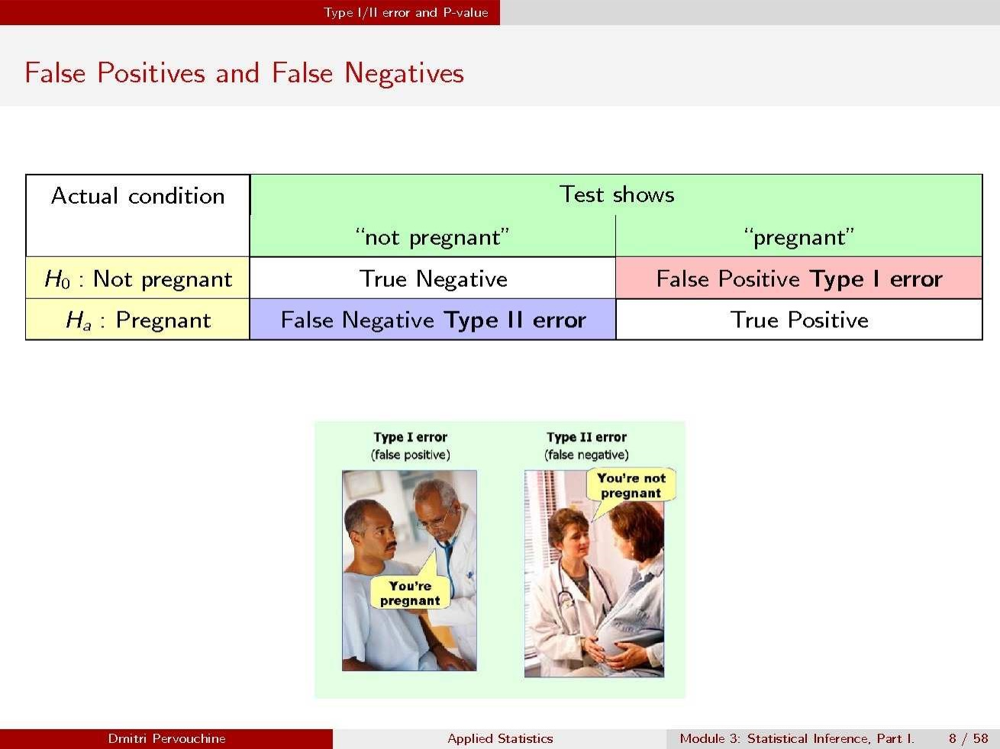 Type I/II error and P-value
False Positives and False Negatives
Actual condition
Test shows
“not pregnant”
“pregnant”
H₀ : Not pregnant
True Negative
False Positive Type I error
Hₐ : Pregnant
False Negative Type II error
True Positive
Type I error
(false positive)
You're
pregnant
Type II error
(false negative)
You're not
pregnant
Dmitri Pervouchine
Applied Statistics
Module 3: Statistical Inference, Part I.
8 / 58